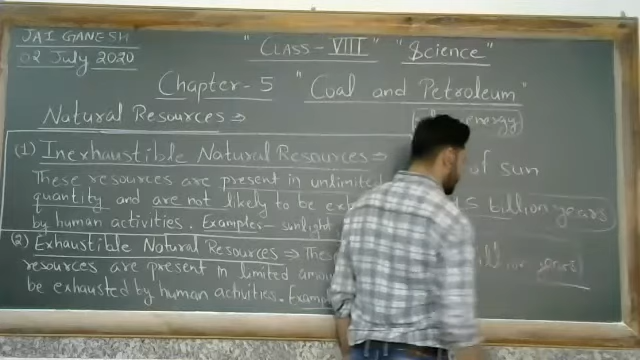 JAI GANESH
02 July 2020
"CLASS-VIII" "Science"
Chapter-5 "Coal and Petroleum"
Natural Resources ⇒
energy
(1) Inexhaustible Natural Resources ⇒
of sun
These resources are present in unlimited
quantity and are not likely to be
billion years
by human activities. Examples- sunlight
(2) Exhaustible Natural Resources ⇒ These
resources are present in limited
be exhausted by human activities.